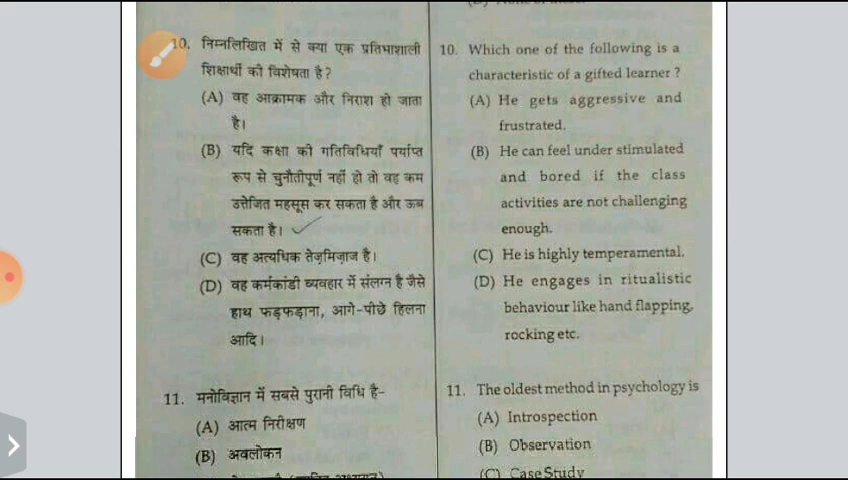 10. निम्नलिखित में से क्या एक प्रतिभाशाली
शिक्षार्थी की विशेषता है?
(A) वह आक्रामक और निराश हो जाता
है।
(B) यदि कक्षा की गतिविधियाँ पर्याप्त
रूप से चुनौतीपूर्ण नहीं हो तो वह कम
उत्तेजित महसूस कर सकता है और ऊब
सकता है।
(C) वह अत्यधिक तेज़मिज़ाज है।
(D) वह कर्मकांडी व्यवहार में संलग्न है जैसे
हाथ फड़फड़ाना, आगे-पीछे हिलना
आदि।
11. मनोविज्ञान में सबसे पुरानी विधि है-
(A) आत्म निरीक्षण
(B) अवलोकन
10. Which one of the following is a
characteristic of a gifted learner ?
(A) He gets aggressive and
frustrated.
(B) He can feel under stimulated
and bored if the class
activities are not challenging
enough.
(C) He is highly temperamental.
(D) He engages in ritualistic
behaviour like hand flapping,
rocking etc.
11. The oldest method in psychology is
(A) Introspection
(B) Observation
(C) Case Study